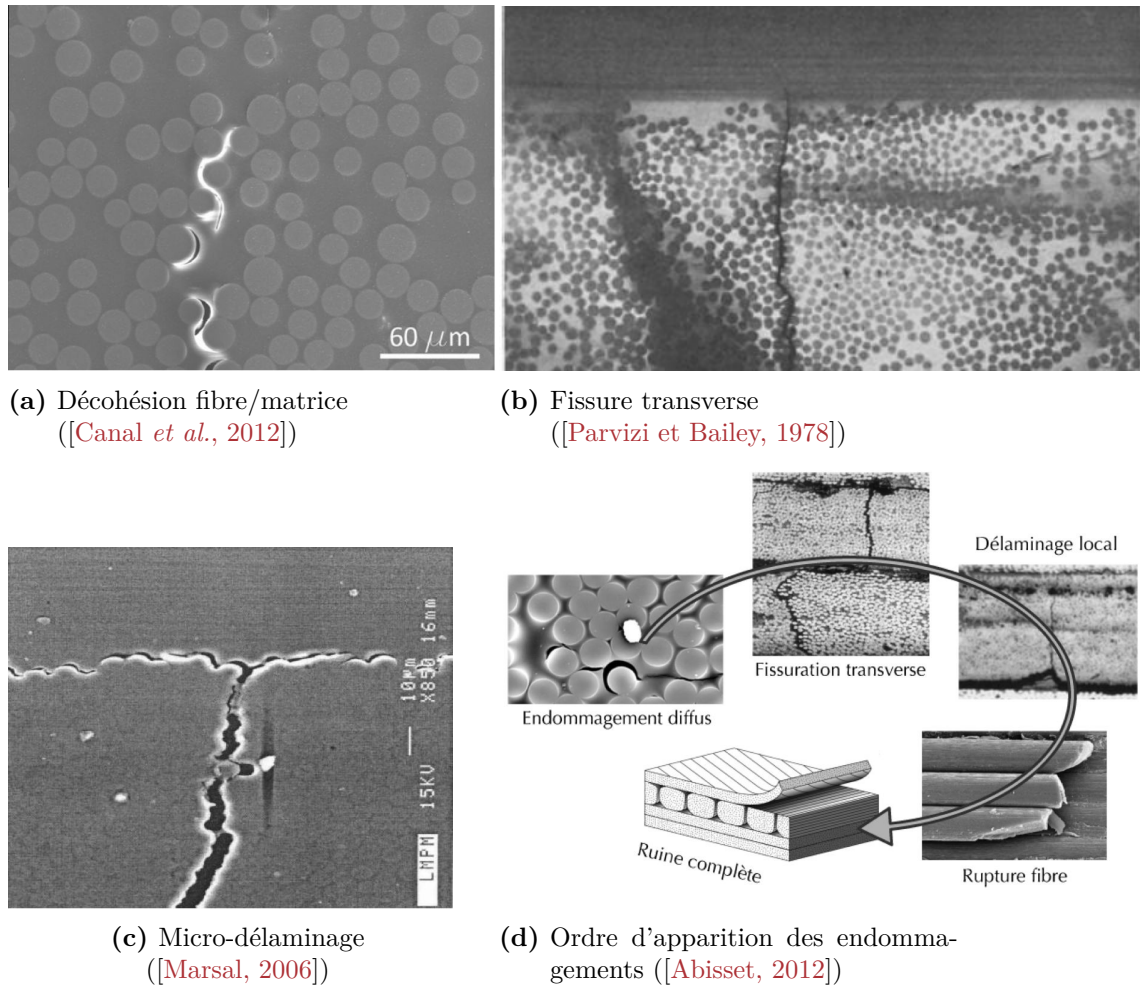 60 μm
(a) Décohésion fibre/matrice
([Canal et al., 2012])
(b) Fissure transverse
([Parvizi et Bailey, 1978])
10μm
X850 16mm
15KV
LMPM
(c) Micro-délaminage
([Marsal, 2006])
Endommagement diffus
Fissuration transverse
Délaminage local
Rupture fibre
Ruine complète
(d) Ordre d'apparition des endomma-
gements ([Abisset, 2012])